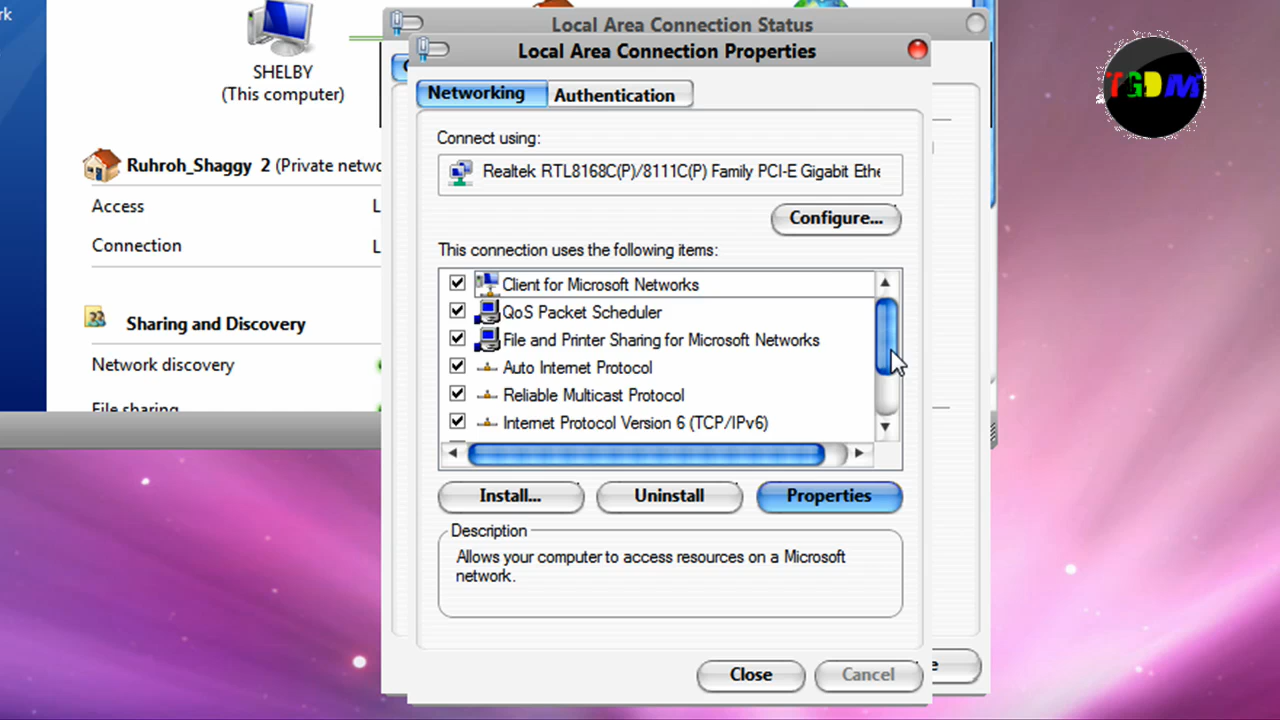 rk
SHELBY
(This computer)
Ruhroh_Shaggy 2 (Private netwo
Access
L
Connection
L
Sharing and Discovery
Network discovery
File sharing
Local Area Connection Status
Local Area Connection Properties
Networking
Authentication
Connect using:
Realtek RTL8168C(P)/8111C(P) Family PCI-E Gigabit Ethe
Configure...
This connection uses the following items:
Client for Microsoft Networks
QoS Packet Scheduler
File and Printer Sharing for Microsoft Networks
Auto Internet Protocol
Reliable Multicast Protocol
Internet Protocol Version 6 (TCP/IPv6)
Install...
Uninstall
Properties
Description
Allows your computer to access resources on a Microsoft
network.
Close
Cancel
e
TGDM